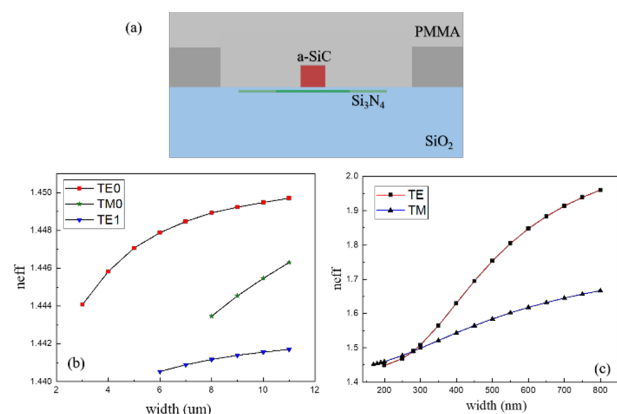 (a)
PMMA
a-SiC
Si3N4
SiO2
1.450
1.448
1.446
1.444
1.442
1.440
neff
TE0
TM0
TE1
(b)
2 4 6 8 10 12
width (um)
2.0
1.9
1.8
1.7
1.6
1.5
1.4
neff
TE
TM
(c)
200 300 400 500 600 700 800
width (nm)